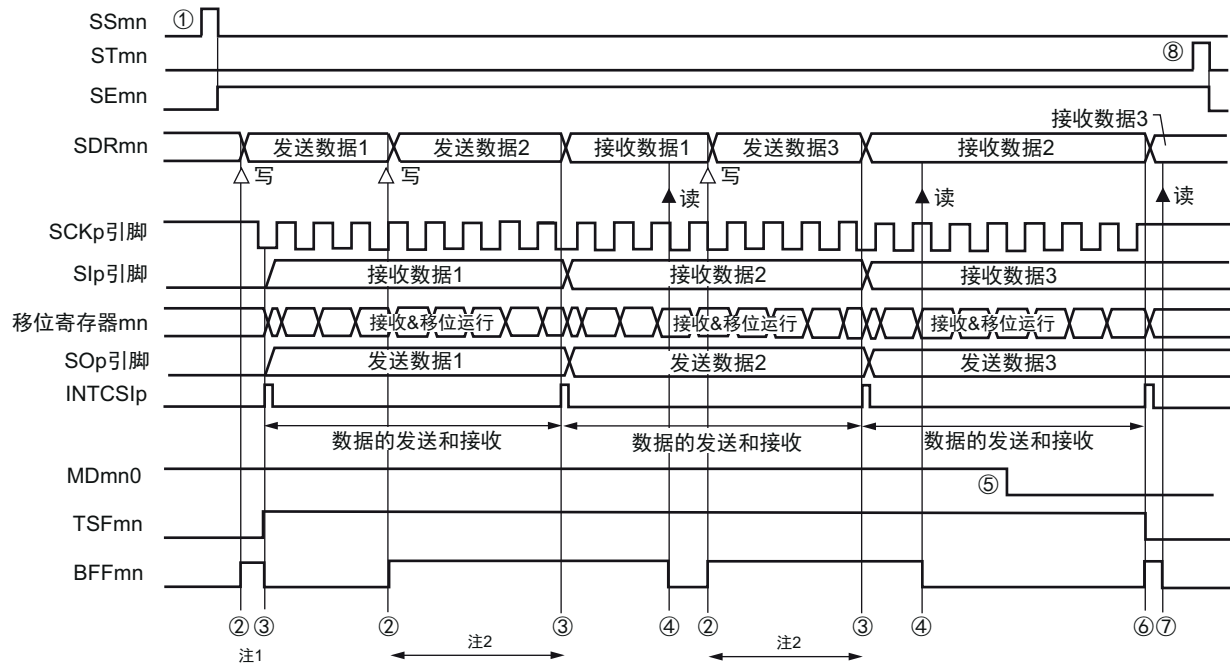 SSmn ①
STmn ⑧
SEmn
接收数据3
SDRmn 发送数据1 发送数据2 接收数据1 发送数据3 接收数据2
写 写 读 写 读 读
SCKp引脚
SIp引脚 接收数据1 接收数据2 接收数据3
移位寄存器mn 接收&移位运行 接收&移位运行 接收&移位运行
SOp引脚 发送数据1 发送数据2 发送数据3
INTCSIp
数据的发送和接收 数据的发送和接收 数据的发送和接收
MDmn0 ⑤
TSFmn
BFFmn
② ③ ② ③ ④ ② ③ ④ ⑥ ⑦
注1 注2 注2